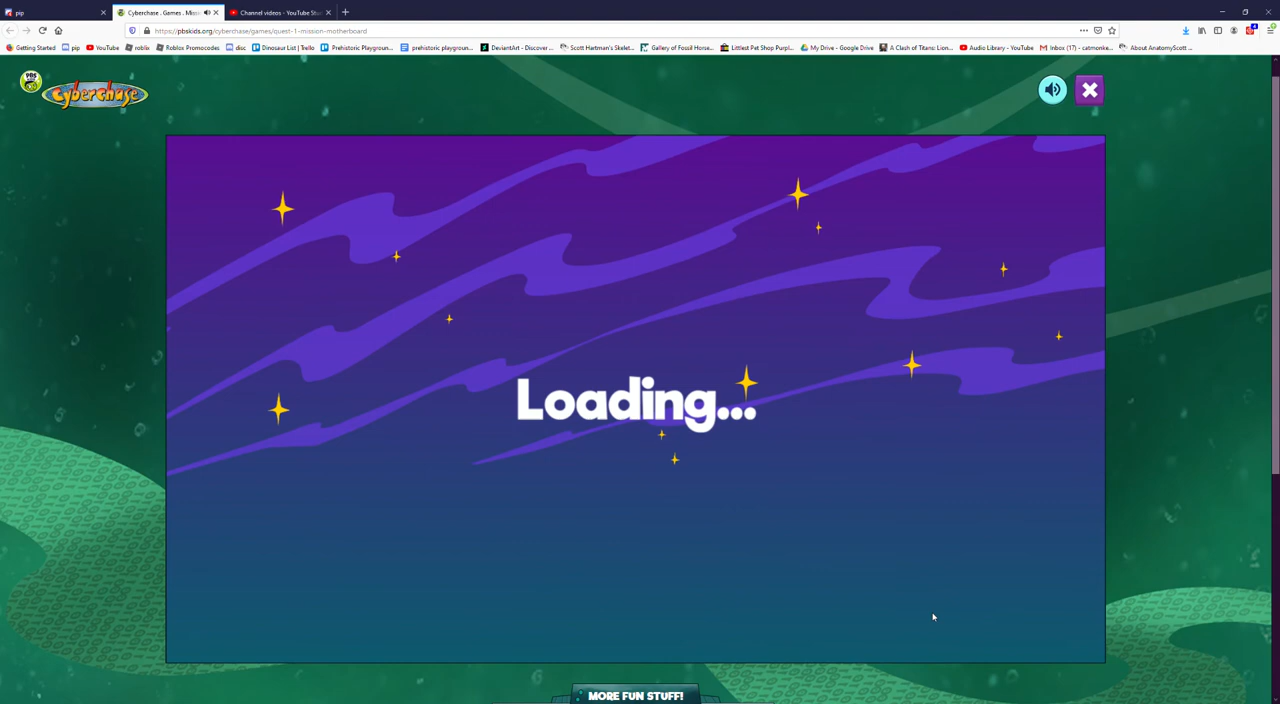 pip
Cyberchase . Games . Miss
Channel videos - YouTube Stu
https://pbskids.org/cyberchase/games/quest-1-mission-motherboard
Getting Started pip YouTube roblix Roblox Promocodes disc Dinosaur List | Trello Prehistoric Playgroun... prehistoric playgroun... DeviantArt - Discover ... Scott Hartman's Skelet... Gallery of Fossil Horse... Littlest Pet Shop Purpl... My Drive - Google Drive A Clash of Titans: Lion... Audio Library - YouTube Inbox (17) - catmonke... About AnatomyScott ...
PBS KIDS Cyberchase
Loading...
MORE FUN STUFF!